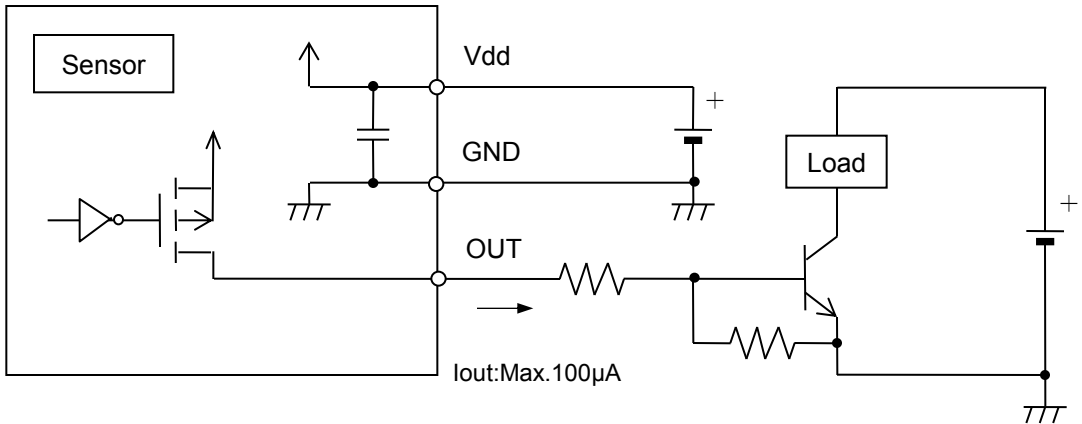 Sensor
Vdd
+
GND
Load
+
OUT
Iout:Max.100μA